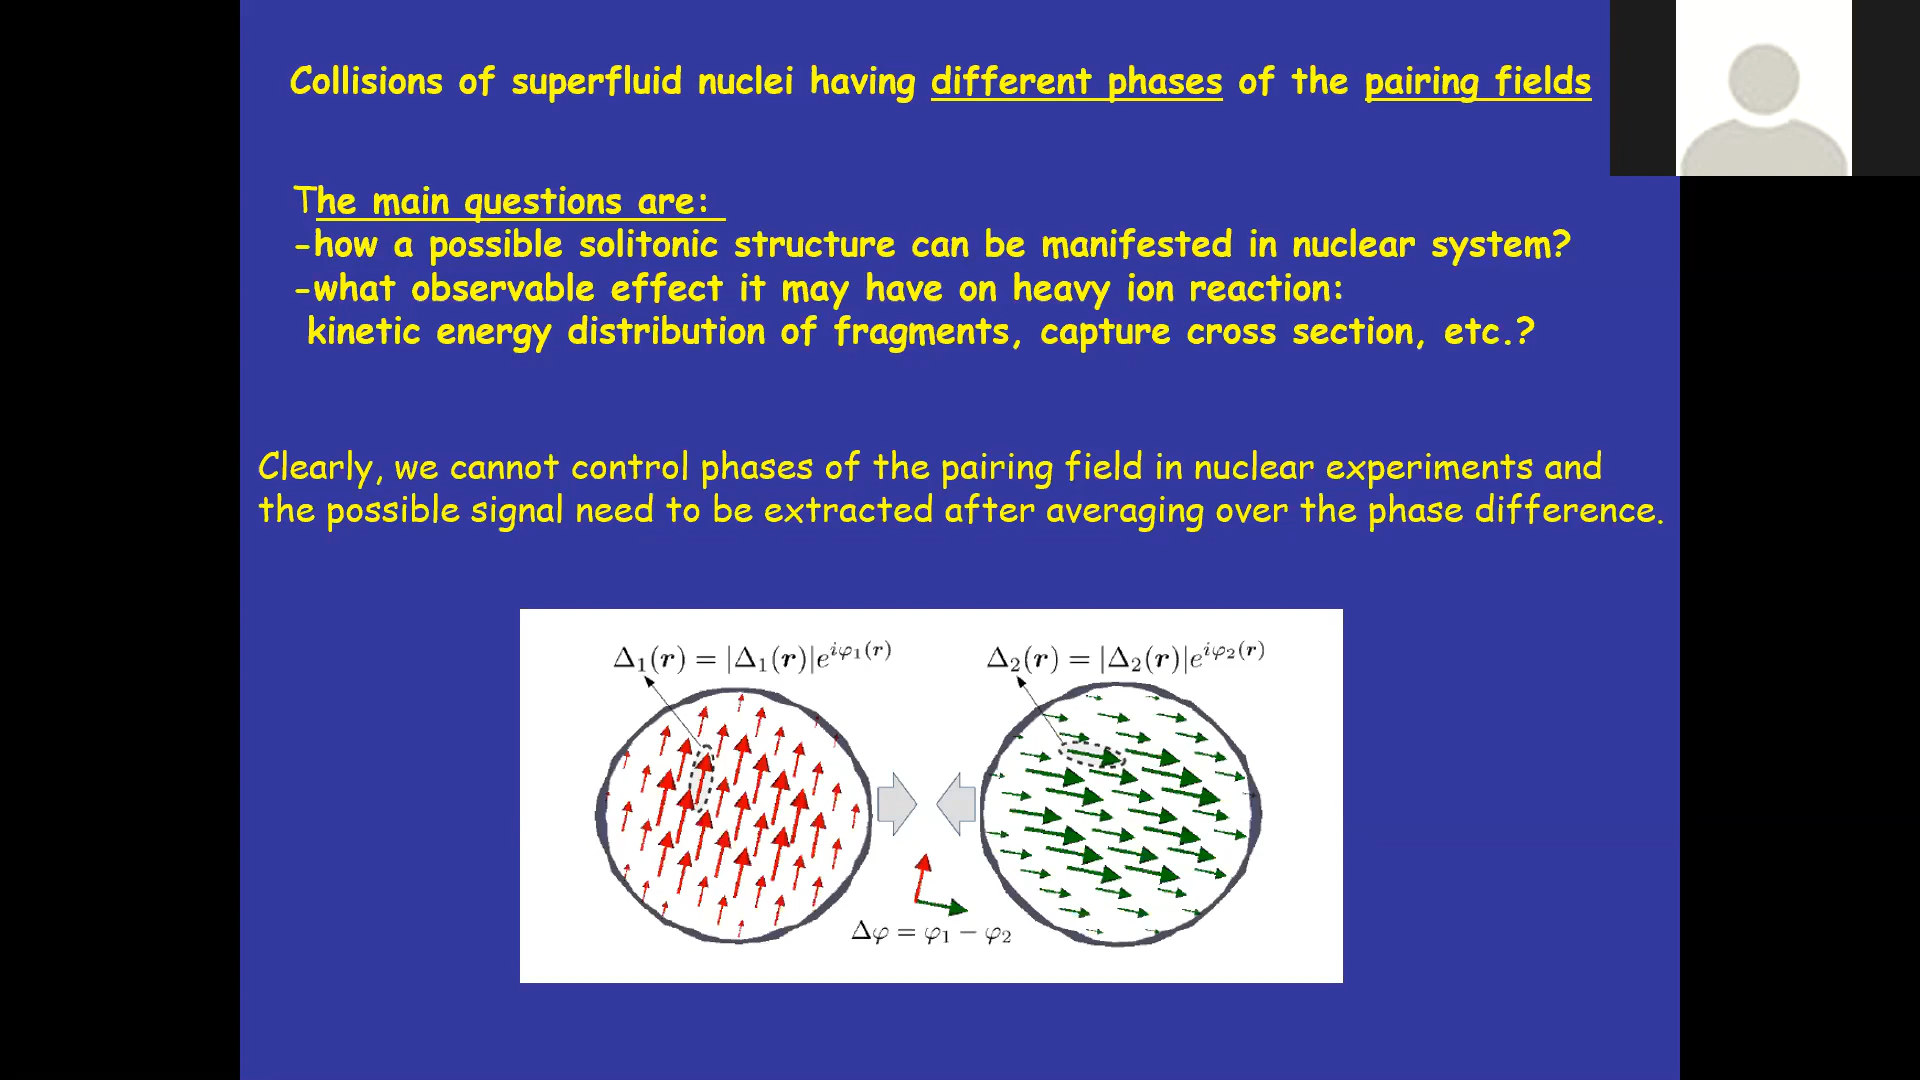 Collisions of superfluid nuclei having different phases of the pairing fields
The main questions are:
-how a possible solitonic structure can be manifested in nuclear system?
-what observable effect it may have on heavy ion reaction:
kinetic energy distribution of fragments, capture cross section, etc.?
Clearly, we cannot control phases of the pairing field in nuclear experiments and
the possible signal need to be extracted after averaging over the phase difference.
Δ₁(r) = |Δ₁(r)|e^{iφ₁(r)}
Δ₂(r) = |Δ₂(r)|e^{iφ₂(r)}
Δφ = φ₁ − φ₂